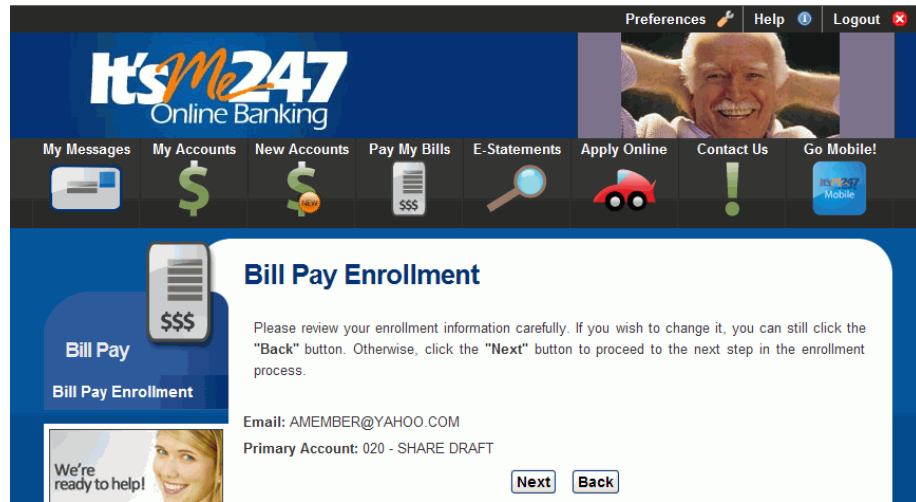 Preferences Help Logout
It'sMe247
Online Banking
My Messages My Accounts New Accounts Pay My Bills E-Statements Apply Online Contact Us Go Mobile!
NEW
$$$
It'sMe247
Mobile
$$$
Bill Pay
Bill Pay Enrollment
We're
ready to help!
Bill Pay Enrollment
Please review your enrollment information carefully. If you wish to change it, you can still click the
"Back" button. Otherwise, click the "Next" button to proceed to the next step in the enrollment
process.
Email: AMEMBER@YAHOO.COM
Primary Account: 020 - SHARE DRAFT
Next Back